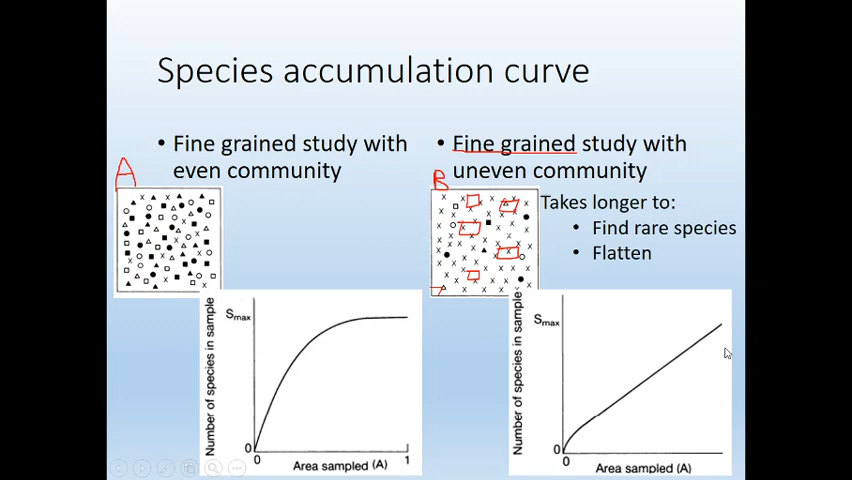 Species accumulation curve
• Fine grained study with
even community
A
• Fine grained study with
uneven community
B
Takes longer to:
• Find rare species
• Flatten
Number of species in sample
Smax
0
0
1
Area sampled (A)
Number of species in sample
Smax
0
0
Area sampled (A)